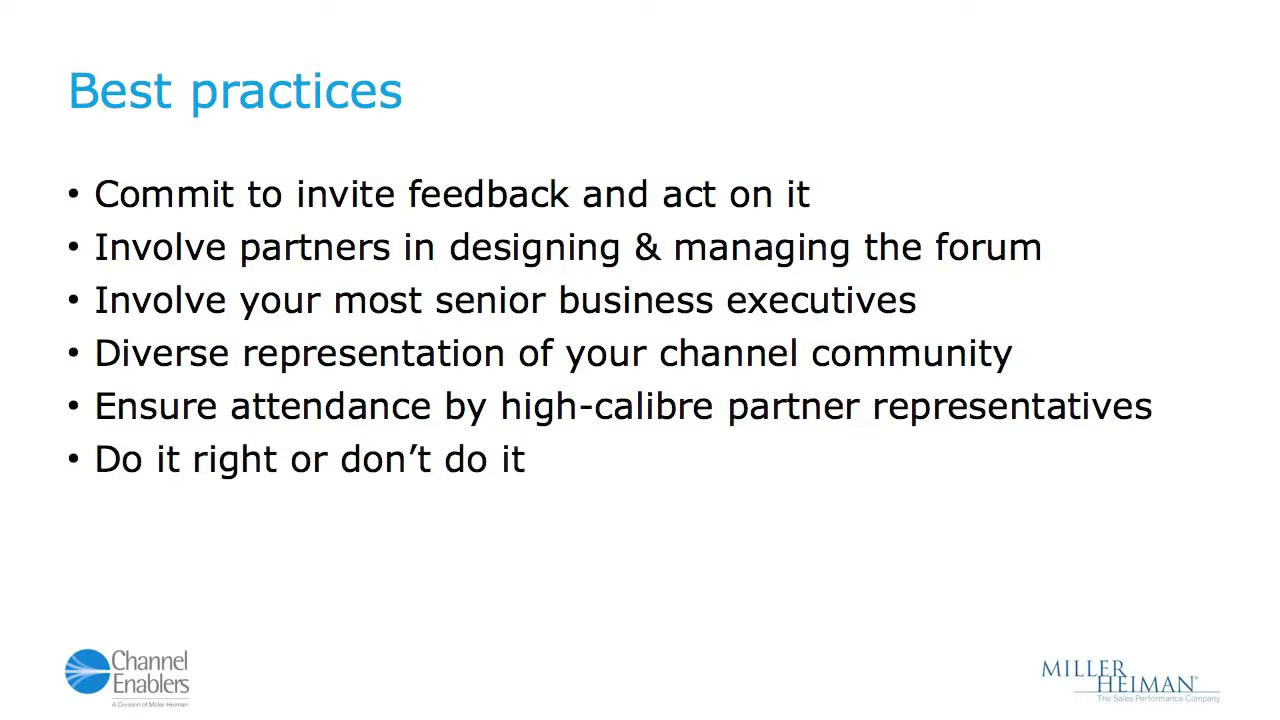 Best practices
• Commit to invite feedback and act on it
• Involve partners in designing & managing the forum
• Involve your most senior business executives
• Diverse representation of your channel community
• Ensure attendance by high-calibre partner representatives
• Do it right or don’t do it
Channel
Enablers
A Division of Miller Heiman
MILLER
HEIMAN®
The Sales Performance Company